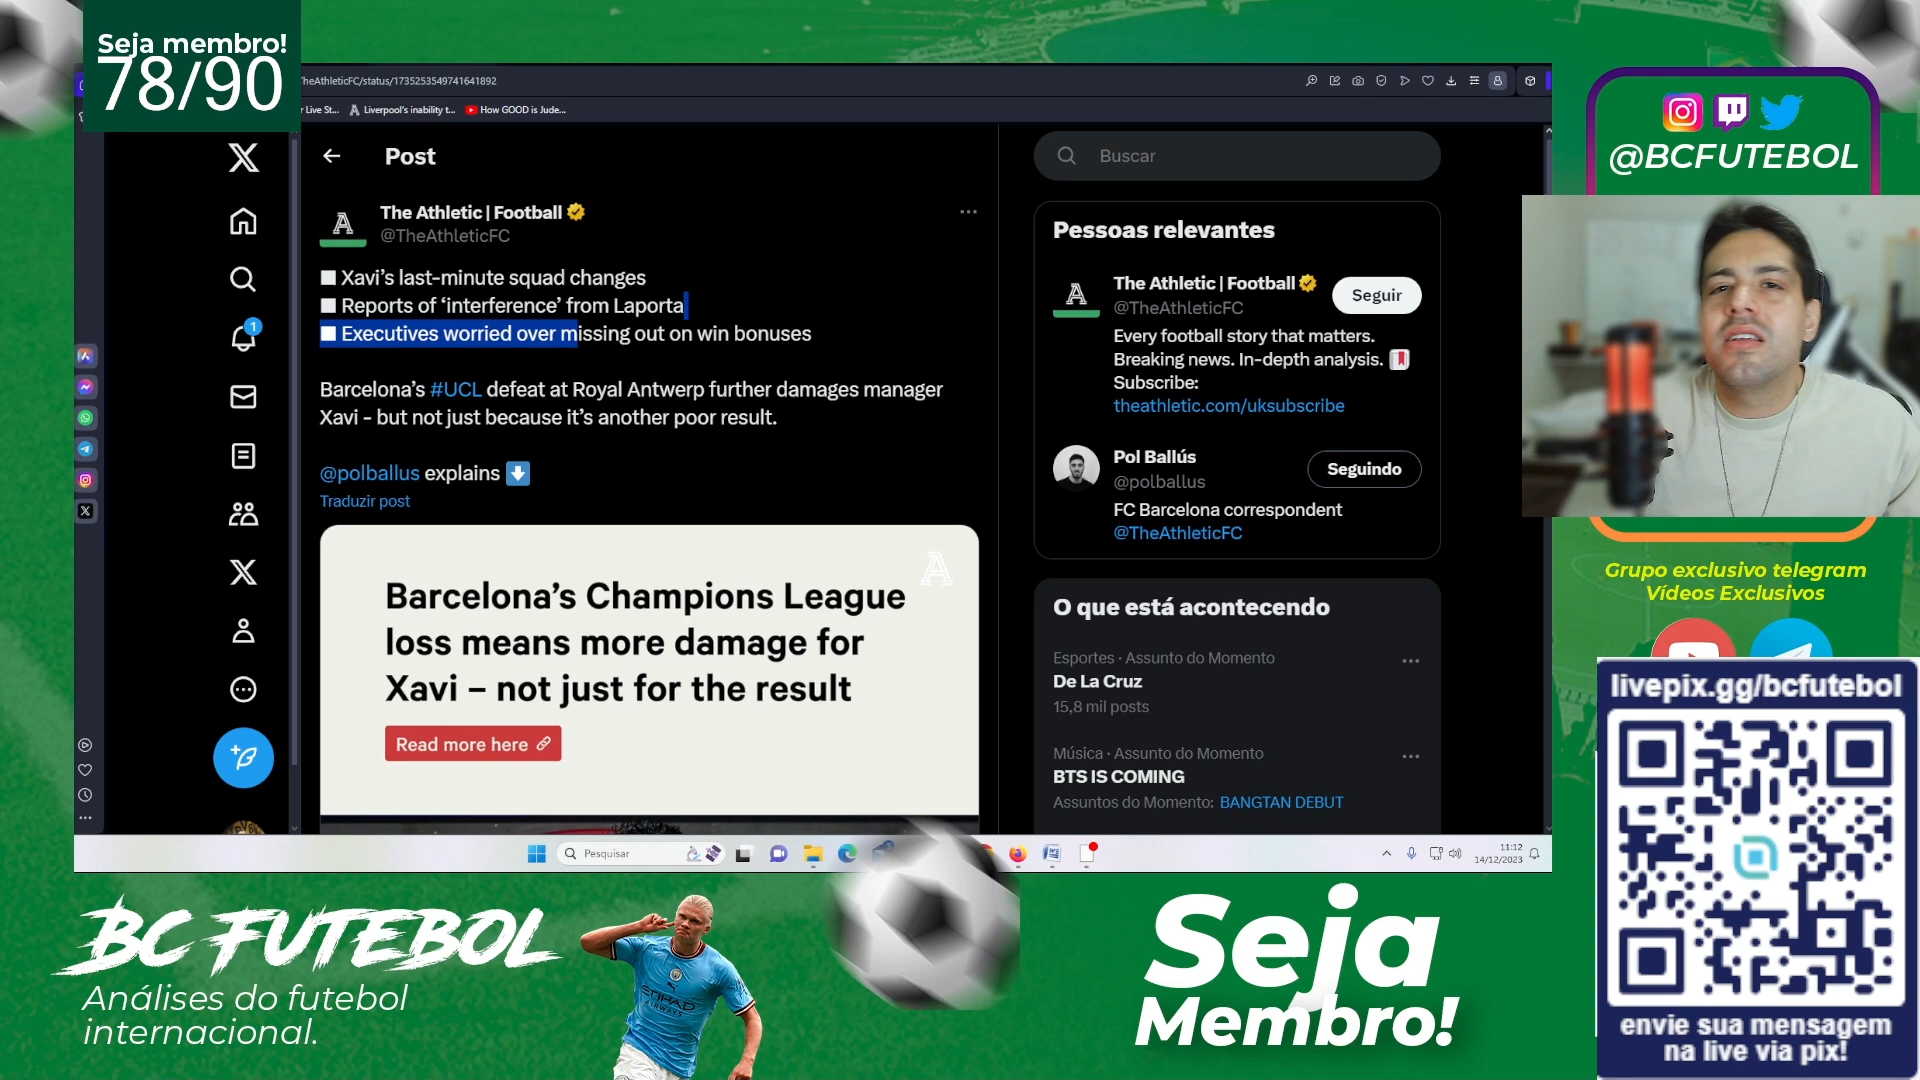 Seja membro!
78/90
TheAthleticFC/status/1735253549741641892
r Live St...
Liverpool's inability t...
How GOOD is Jude...
Post
Buscar
The Athletic | Football
@TheAthleticFC
Xavi's last-minute squad changes
Reports of 'interference' from Laporta
Executives worried over missing out on win bonuses
Barcelona's #UCL defeat at Royal Antwerp further damages manager
Xavi - but not just because it's another poor result.
@polballus explains
Traduzir post
Barcelona's Champions League
loss means more damage for
Xavi – not just for the result
Read more here
Pessoas relevantes
The Athletic | Football
@TheAthleticFC
Seguir
Every football story that matters.
Breaking news. In-depth analysis.
Subscribe:
theathletic.com/uksubscribe
Pol Ballús
@polballus
Seguindo
FC Barcelona correspondent
@TheAthleticFC
O que está acontecendo
Esportes · Assunto do Momento
De La Cruz
15,8 mil posts
Música · Assunto do Momento
BTS IS COMING
Assuntos do Momento: BANGTAN DEBUT
1
Pesquisar
11:12
14/12/2023
@BCFUTEBOL
Grupo exclusivo telegram
Vídeos Exclusivos
livepix.gg/bcfutebol
envie sua mensagem
na live via pix!
BC FUTEBOL
Análises do futebol
internacional.
ETIHAD
Seja
Membro!